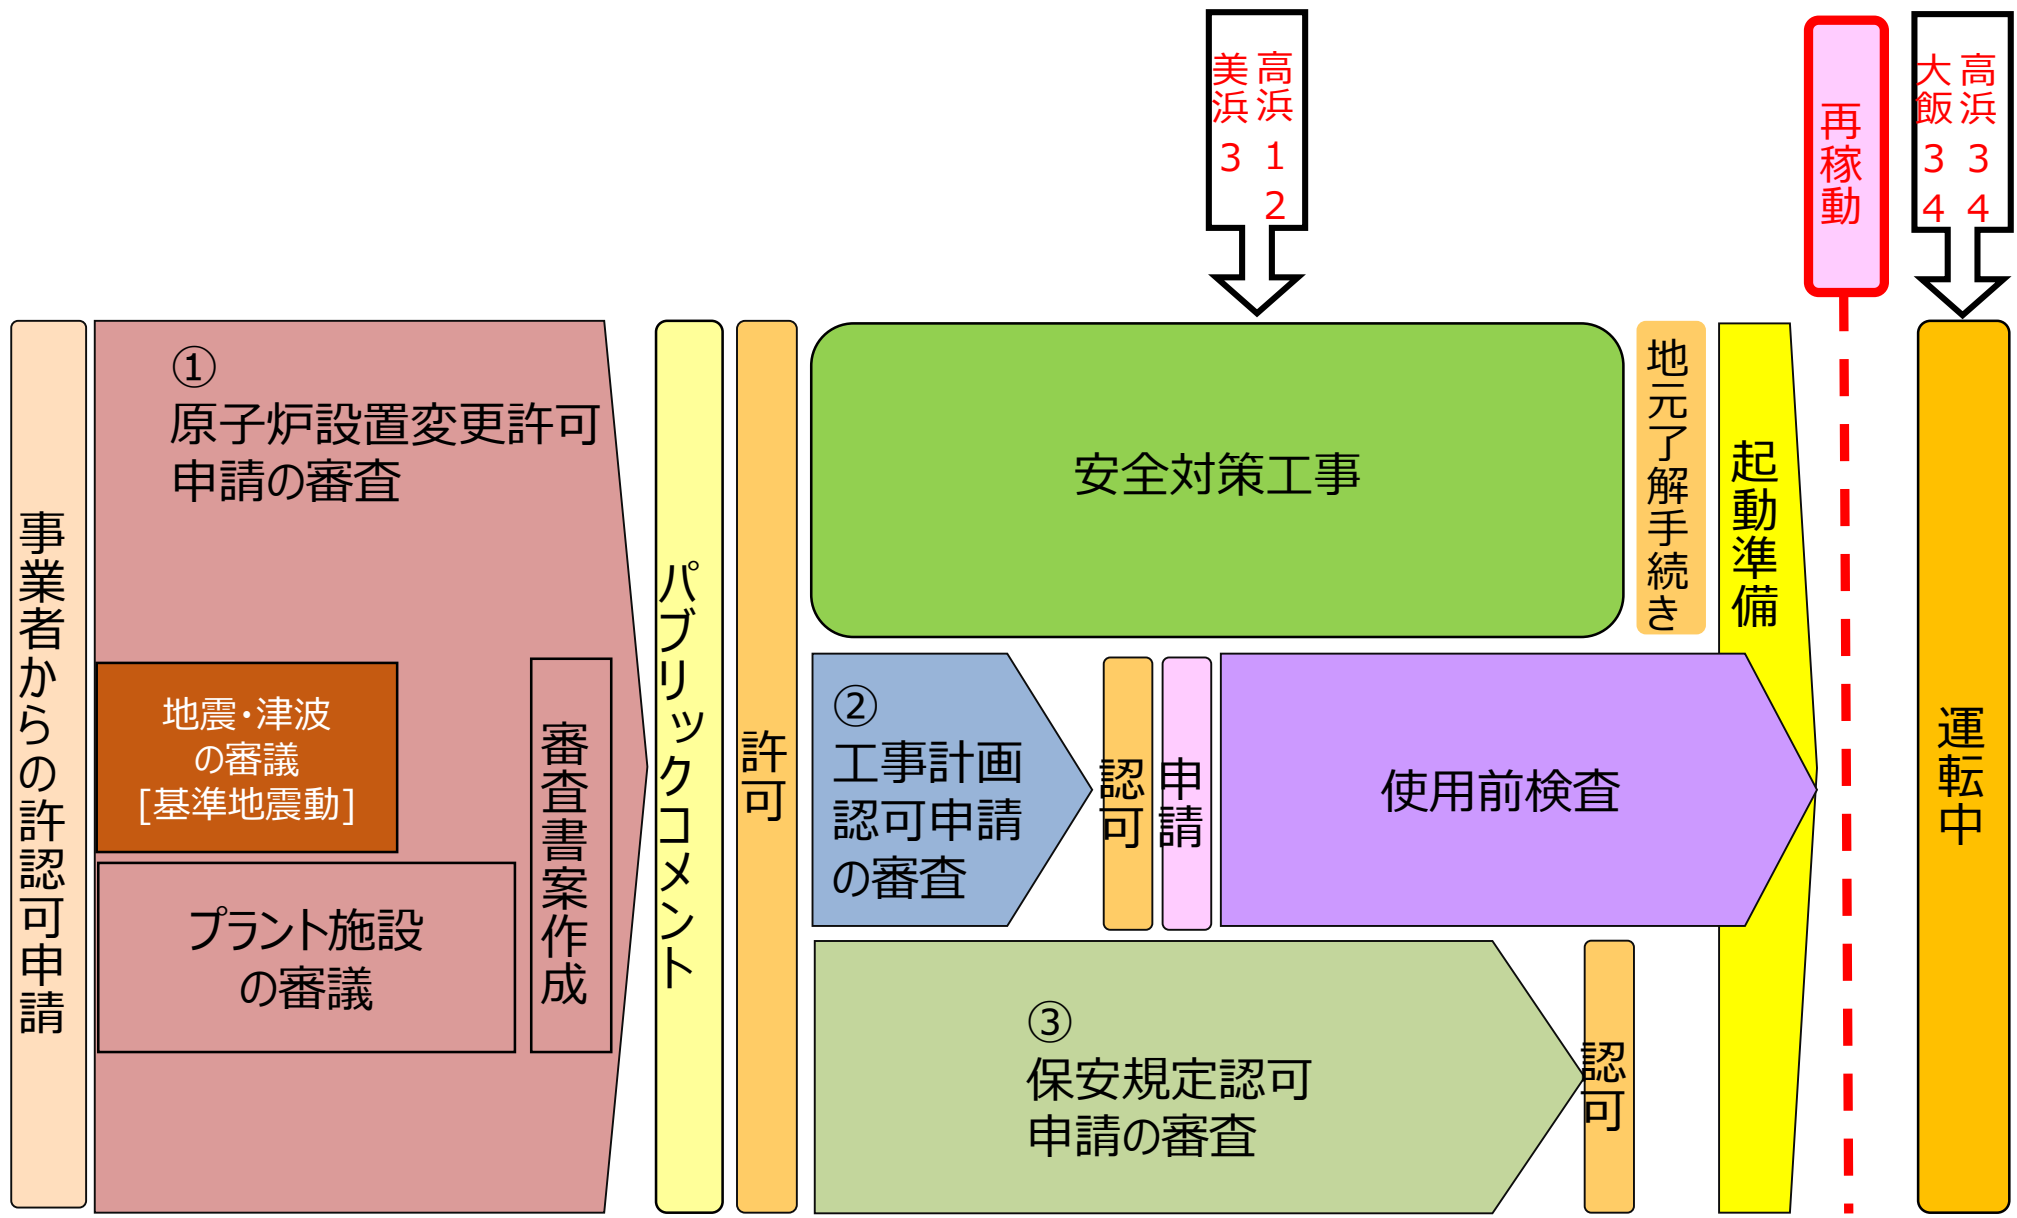 高浜１２
美浜３
再稼動
高浜３４
大飯３４
事業者からの許認可申請
①
原子炉設置変更許可
申請の審査
地震・津波
の審議
[基準地震動]
プラント施設
の審議
審査書案作成
パブリックコメント
許可
安全対策工事
地元了解手続き
起動準備
②
工事計画
認可申請
の審査
認可
申請
使用前検査
③
保安規定認可
申請の審査
認可
運転中